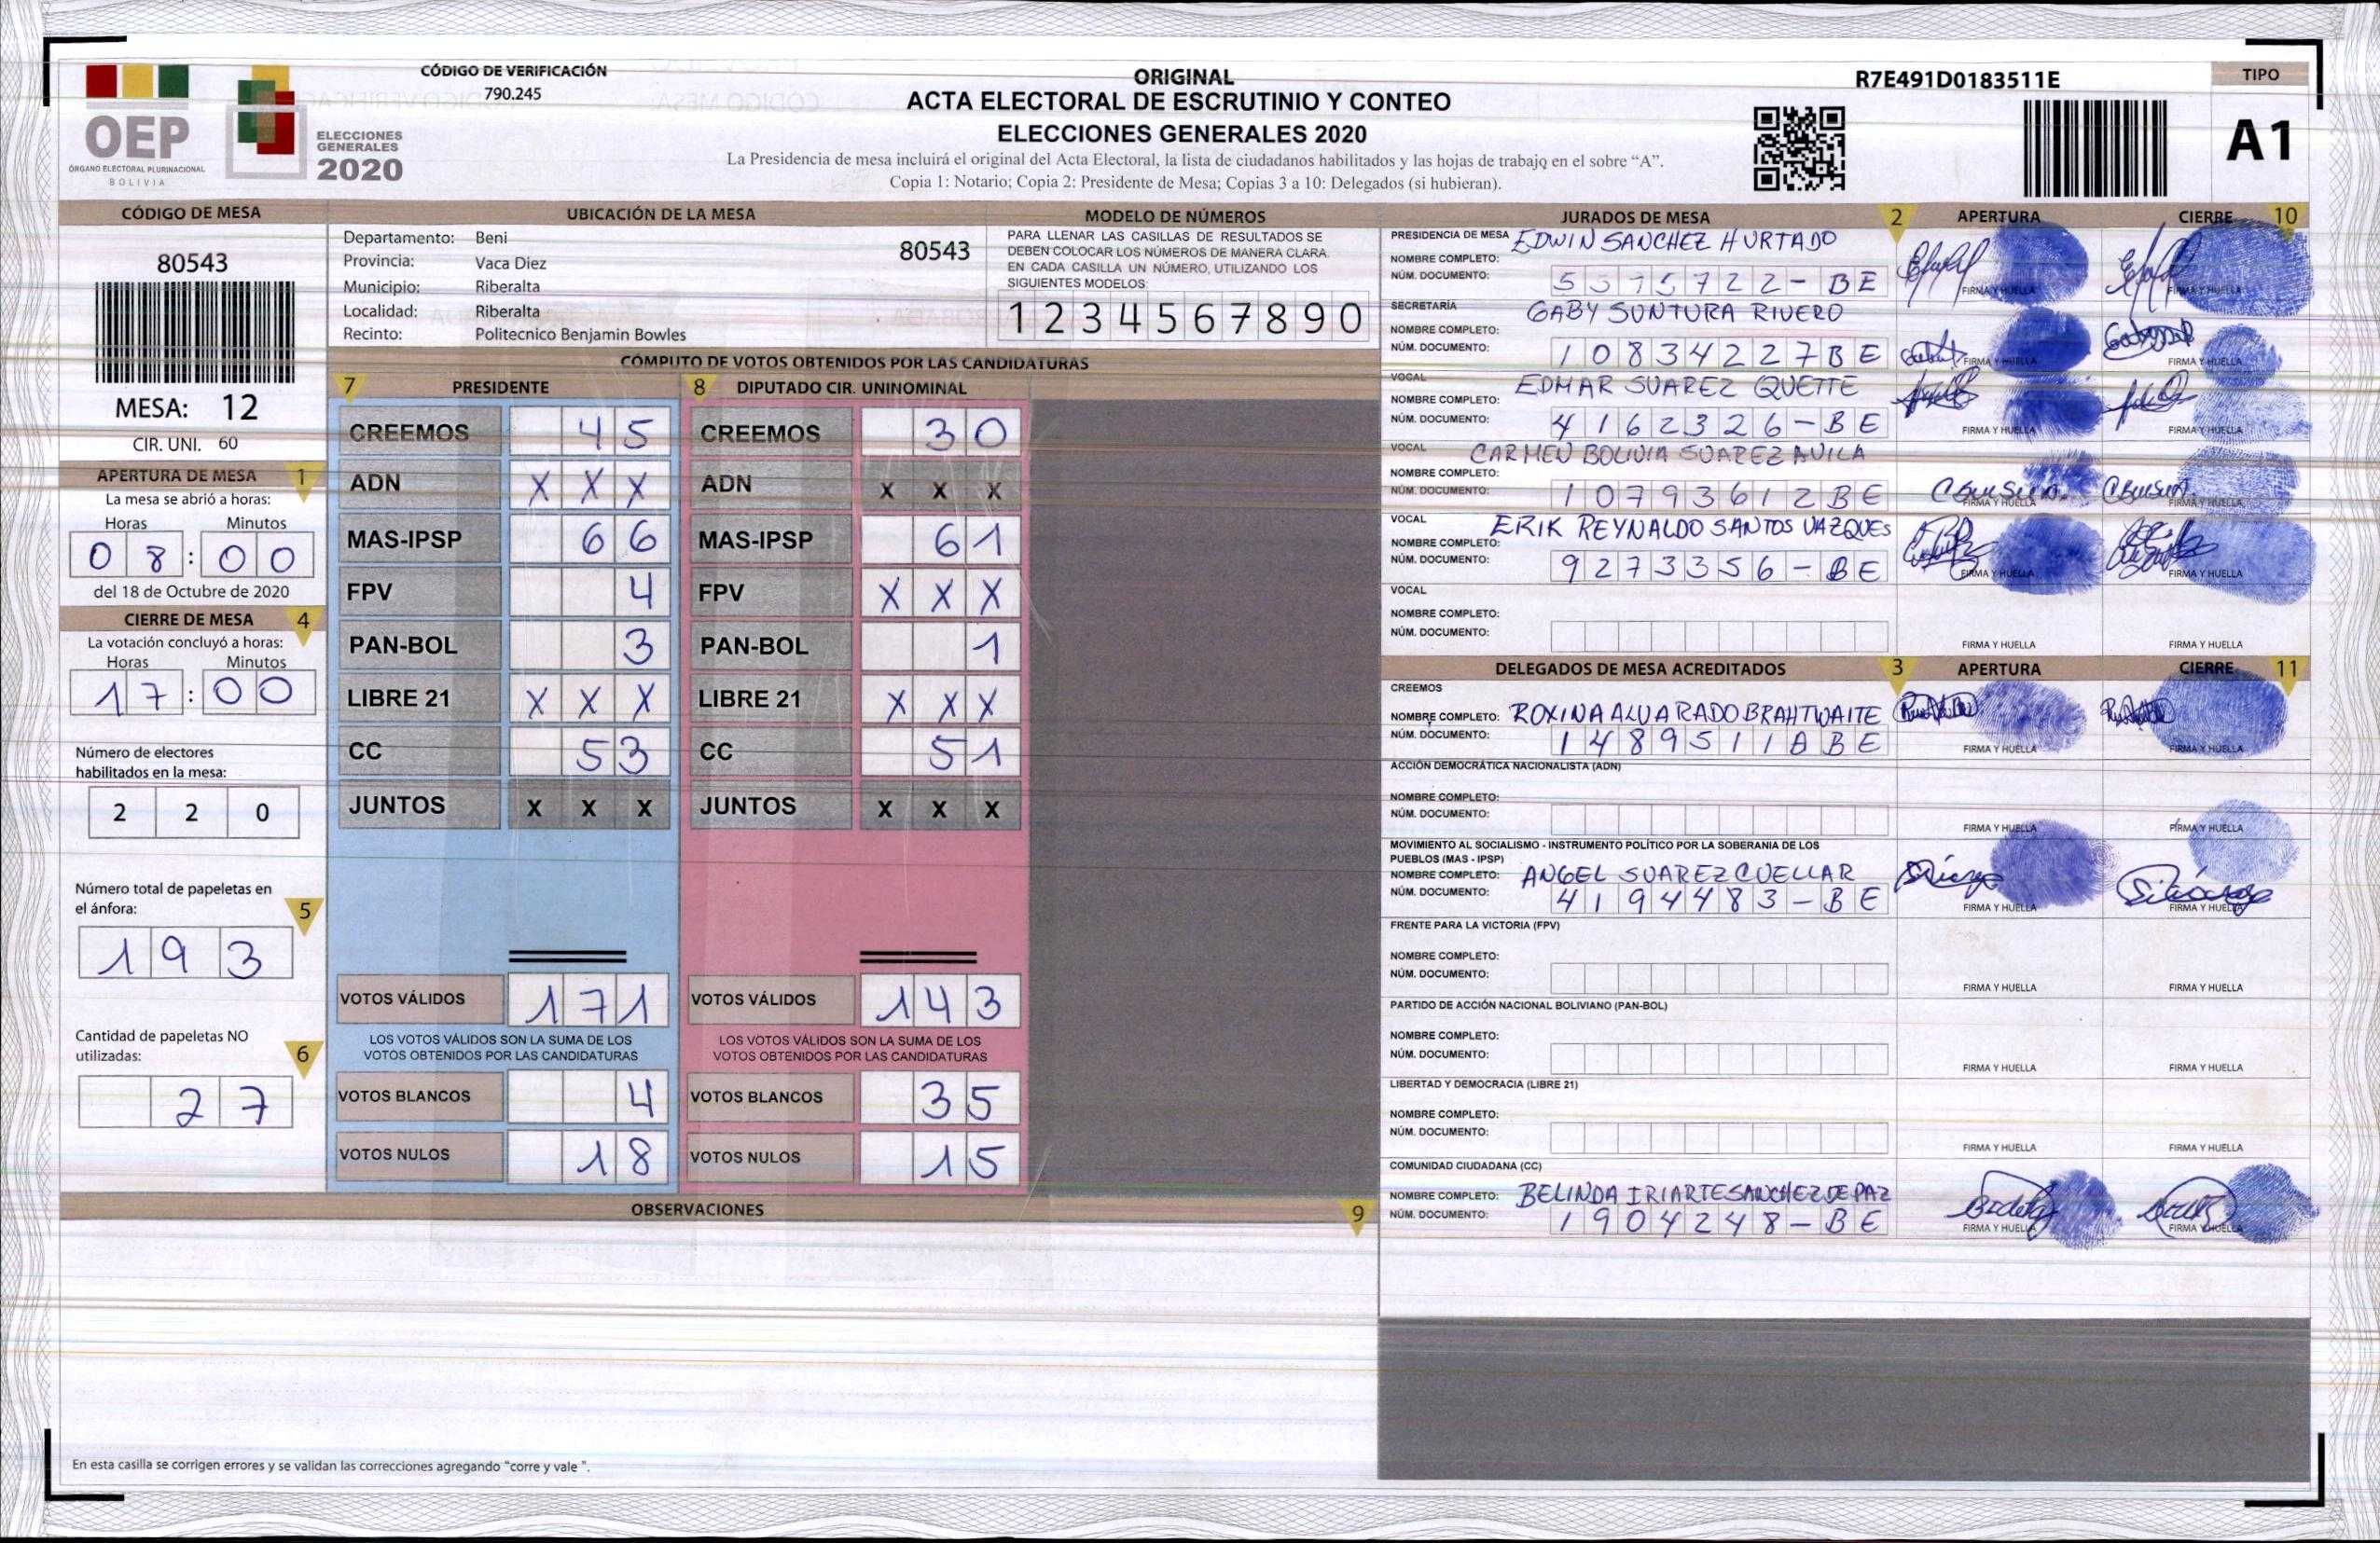 CÓDIGO DE VERIFICACIÓN
790.245
OEP
ÓRGANO ELECTORAL PLURINACIONAL
BOLIVIA
ELECCIONES
GENERALES
2020
ORIGINAL
ACTA ELECTORAL DE ESCRUTINIO Y CONTEO
ELECCIONES GENERALES 2020
La Presidencia de mesa incluirá el original del Acta Electoral, la lista de ciudadanos habilitados y las hojas de trabajo en el sobre “A”.
Copia 1: Notario; Copia 2: Presidente de Mesa; Copias 3 a 10: Delegados (si hubieran).
R7E491D0183511E
TIPO
A1
CÓDIGO DE MESA
80543
MESA: 12
CIR. UNI. 60
APERTURA DE MESA 1
La mesa se abrió a horas:
Horas Minutos
08:00
del 18 de Octubre de 2020
CIERRE DE MESA 4
La votación concluyó a horas:
Horas Minutos
17:00
Número de electores
habilitados en la mesa:
2 2 0
Número total de papeletas en
el ánfora: 5
193
Cantidad de papeletas NO
utilizadas: 6
27
UBICACIÓN DE LA MESA
Departamento: Beni 80543
Provincia: Vaca Diez
Municipio: Riberalta
Localidad: Riberalta
Recinto: Politecnico Benjamin Bowles
MODELO DE NÚMEROS
PARA LLENAR LAS CASILLAS DE RESULTADOS SE
DEBEN COLOCAR LOS NÚMEROS DE MANERA CLARA.
EN CADA CASILLA UN NÚMERO, UTILIZANDO LOS
SIGUIENTES MODELOS:
1 2 3 4 5 6 7 8 9 0
CÓMPUTO DE VOTOS OBTENIDOS POR LAS CANDIDATURAS
7 PRESIDENTE 8 DIPUTADO CIR. UNINOMINAL
CREEMOS 45 CREEMOS 30
ADN X X X ADN X X X
MAS-IPSP 66 MAS-IPSP 61
FPV 4 FPV X X X
PAN-BOL 3 PAN-BOL 1
LIBRE 21 X X X LIBRE 21 X X X
CC 53 CC 51
JUNTOS X X X JUNTOS X X X
VOTOS VÁLIDOS 171 VOTOS VÁLIDOS 143
LOS VOTOS VÁLIDOS SON LA SUMA DE LOS LOS VOTOS VÁLIDOS SON LA SUMA DE LOS
VOTOS OBTENIDOS POR LAS CANDIDATURAS VOTOS OBTENIDOS POR LAS CANDIDATURAS
VOTOS BLANCOS 4 VOTOS BLANCOS 35
VOTOS NULOS 18 VOTOS NULOS 15
OBSERVACIONES 9
En esta casilla se corrigen errores y se validan las correcciones agregando “corre y vale ”.
JURADOS DE MESA 2 APERTURA CIERRE 10
PRESIDENCIA DE MESA EDWIN SANCHEZ HURTADO
NOMBRE COMPLETO:
NÚM. DOCUMENTO: 722-BE FIRMA Y HUELLA FIRMA Y HUELLA
SECRETARÍA GABY SUNTURA RIVERO
NOMBRE COMPLETO:
NÚM. DOCUMENTO: 10834227BE FIRMA Y HUELLA FIRMA Y HUELLA
VOCAL EDMAR SUAREZ QUETTE
NOMBRE COMPLETO:
NÚM. DOCUMENTO: 4162326-BE FIRMA Y HUELLA FIRMA Y HUELLA
VOCAL CARMEN BOLIVIA SUAREZ AVILA
NOMBRE COMPLETO:
NÚM. DOCUMENTO: 10793612BE FIRMA Y HUELLA FIRMA Y HUELLA
VOCAL ERIK REYNALDO SANTOS VAZQUES
NOMBRE COMPLETO:
NÚM. DOCUMENTO: 9273356-BE FIRMA Y HUELLA FIRMA Y HUELLA
VOCAL
NOMBRE COMPLETO:
NÚM. DOCUMENTO: FIRMA Y HUELLA FIRMA Y HUELLA
DELEGADOS DE MESA ACREDITADOS 3 APERTURA CIERRE 11
CREEMOS
NOMBRE COMPLETO: ROXINA ALVARADO BRAHTWAITE
NÚM. DOCUMENTO: FIRMA Y HUELLA FIRMA Y HUELLA
ACCIÓN DEMOCRÁTICA NACIONALISTA (ADN)
NOMBRE COMPLETO:
NÚM. DOCUMENTO: FIRMA Y HUELLA FIRMA Y HUELLA
MOVIMIENTO AL SOCIALISMO - INSTRUMENTO POLÍTICO POR LA SOBERANIA DE LOS
PUEBLOS (MAS - IPSP)
NOMBRE COMPLETO: ANGEL SUAREZ CUELLAR
NÚM. DOCUMENTO: 4194483-BE FIRMA Y HUELLA FIRMA Y HUELLA
FRENTE PARA LA VICTORIA (FPV)
NOMBRE COMPLETO:
NÚM. DOCUMENTO: FIRMA Y HUELLA FIRMA Y HUELLA
PARTIDO DE ACCIÓN NACIONAL BOLIVIANO (PAN-BOL)
NOMBRE COMPLETO:
NÚM. DOCUMENTO: FIRMA Y HUELLA FIRMA Y HUELLA
LIBERTAD Y DEMOCRACIA (LIBRE 21)
NOMBRE COMPLETO:
NÚM. DOCUMENTO: FIRMA Y HUELLA FIRMA Y HUELLA
COMUNIDAD CIUDADANA (CC)
NOMBRE COMPLETO: BELINDA IRIARTE SANCHEZ DE PAZ
NÚM. DOCUMENTO: 1904248-BE FIRMA Y HUELLA FIRMA Y HUELLA